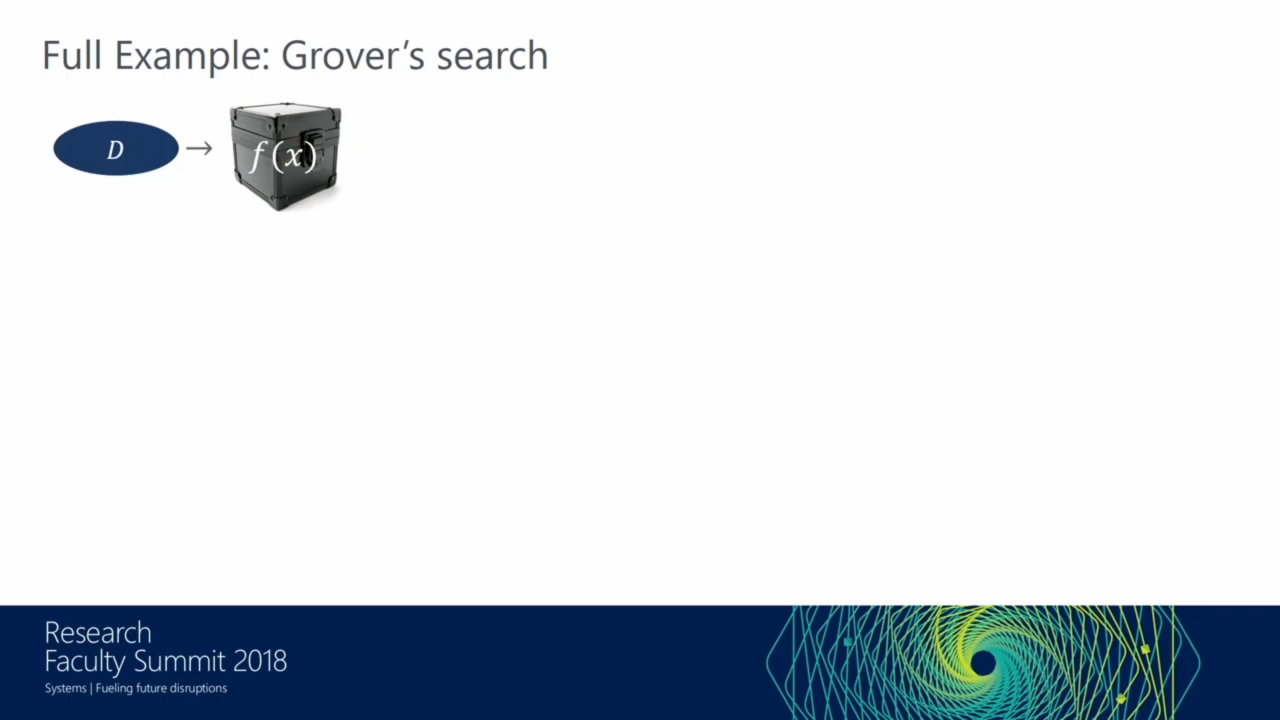 Full Example: Grover’s search
D → f(x)
Research
Faculty Summit 2018
Systems | Fueling future disruptions